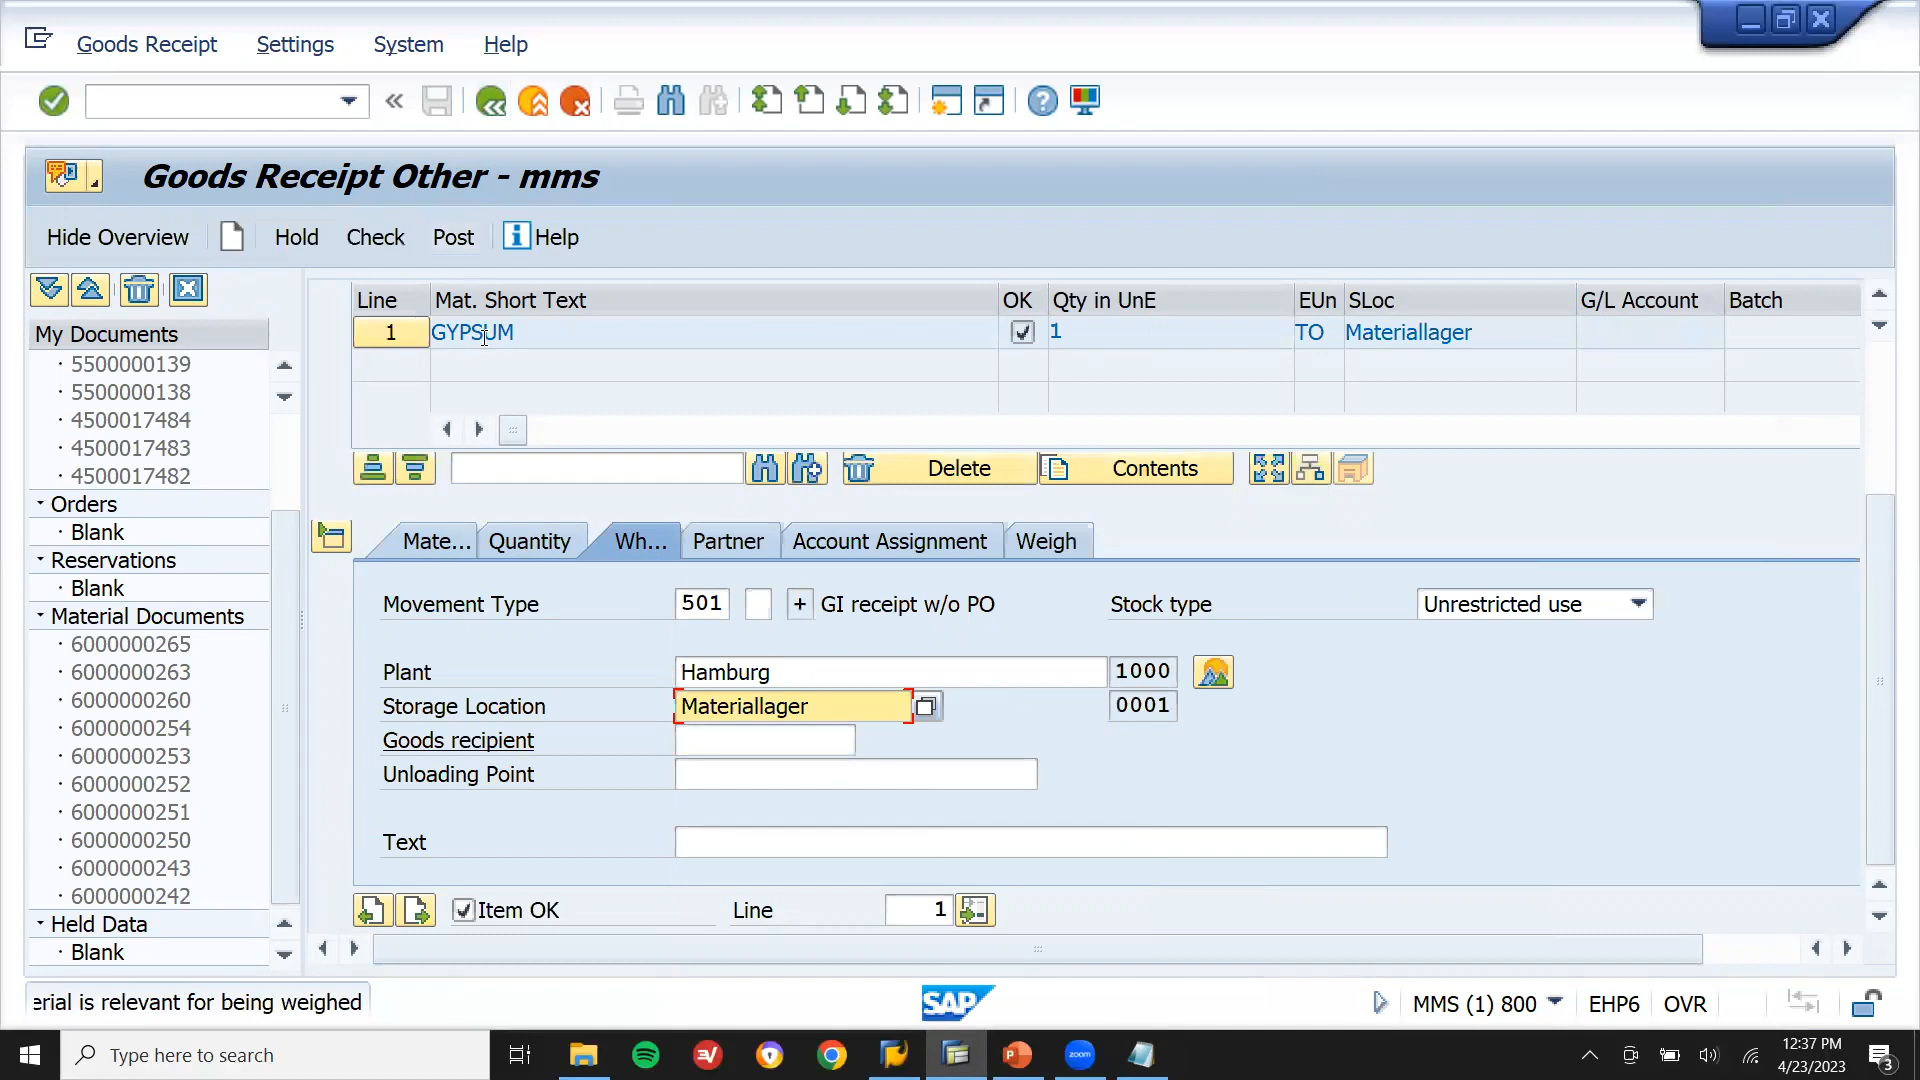 Goods Receipt Settings System Help
Goods Receipt Other - mms
Hide Overview Hold Check Post Help
My Documents
5500000139
5500000138
4500017484
4500017483
4500017482
Orders
Blank
Reservations
Blank
Material Documents
6000000265
6000000263
6000000260
6000000254
6000000253
6000000252
6000000251
6000000250
6000000243
6000000242
Held Data
Blank
Line Mat. Short Text OK Qty in UnE EUn SLoc G/L Account Batch
1 GYPSUM 1 TO Materiallager
Delete Contents
Mate... Quantity Wh... Partner Account Assignment Weigh
Movement Type 501 + GI receipt w/o PO Stock type Unrestricted use
Plant Hamburg 1000
Storage Location Materiallager 0001
Goods recipient
Unloading Point
Text
Item OK Line 1
erial is relevant for being weighed SAP MMS (1) 800 EHP6 OVR
Type here to search zoom 12:37 PM
4/23/2023 3